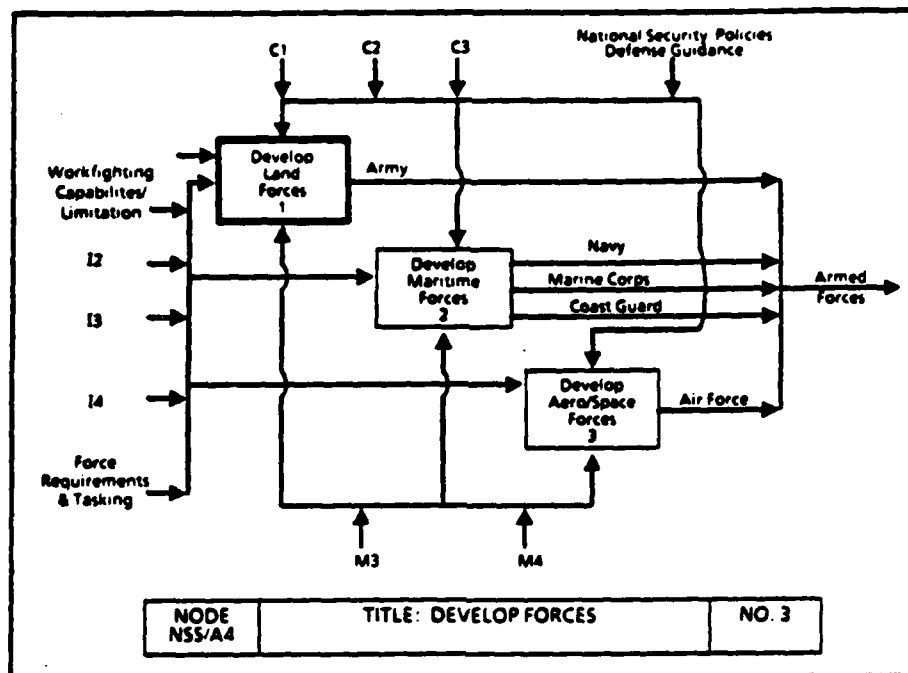 C1
C2
C3
National Security Policies
Defense Guidance
Develop
Land
Forces
1
Army
Workfighting
Capabilites/
Limitation
I2
I3
I4
Force
Requirements
& Tasking
Develop
Maritime
Forces
2
Navy
Marine Corps
Coast Guard
Armed
Forces
Develop
Aero/Space
Forces
3
Air Force
M3
M4
NODE
NSS/A4
TITLE: DEVELOP FORCES
NO. 3